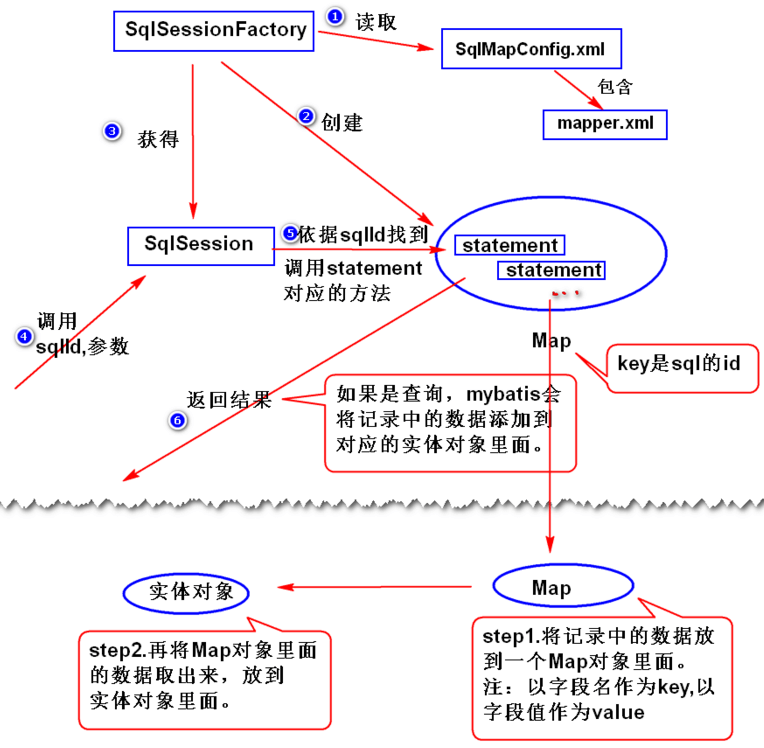 1 读取
SqlSessionFactory
SqlMapConfig.xml
包含
mapper.xml
2 创建
3 获得
SqlSession
5 依据sqlId找到
调用statement
对应的方法
statement
statement
...
Map
key是sql的id
4 调用
sqlId,参数
6 返回结果
如果是查询，mybatis会
将记录中的数据添加到
对应的实体对象里面。
实体对象
Map
step2.再将Map对象里面
的数据取出来，放到
实体对象里面。
step1.将记录中的数据放
到一个Map对象里面。
注：以字段名作为key,以
字段值作为value